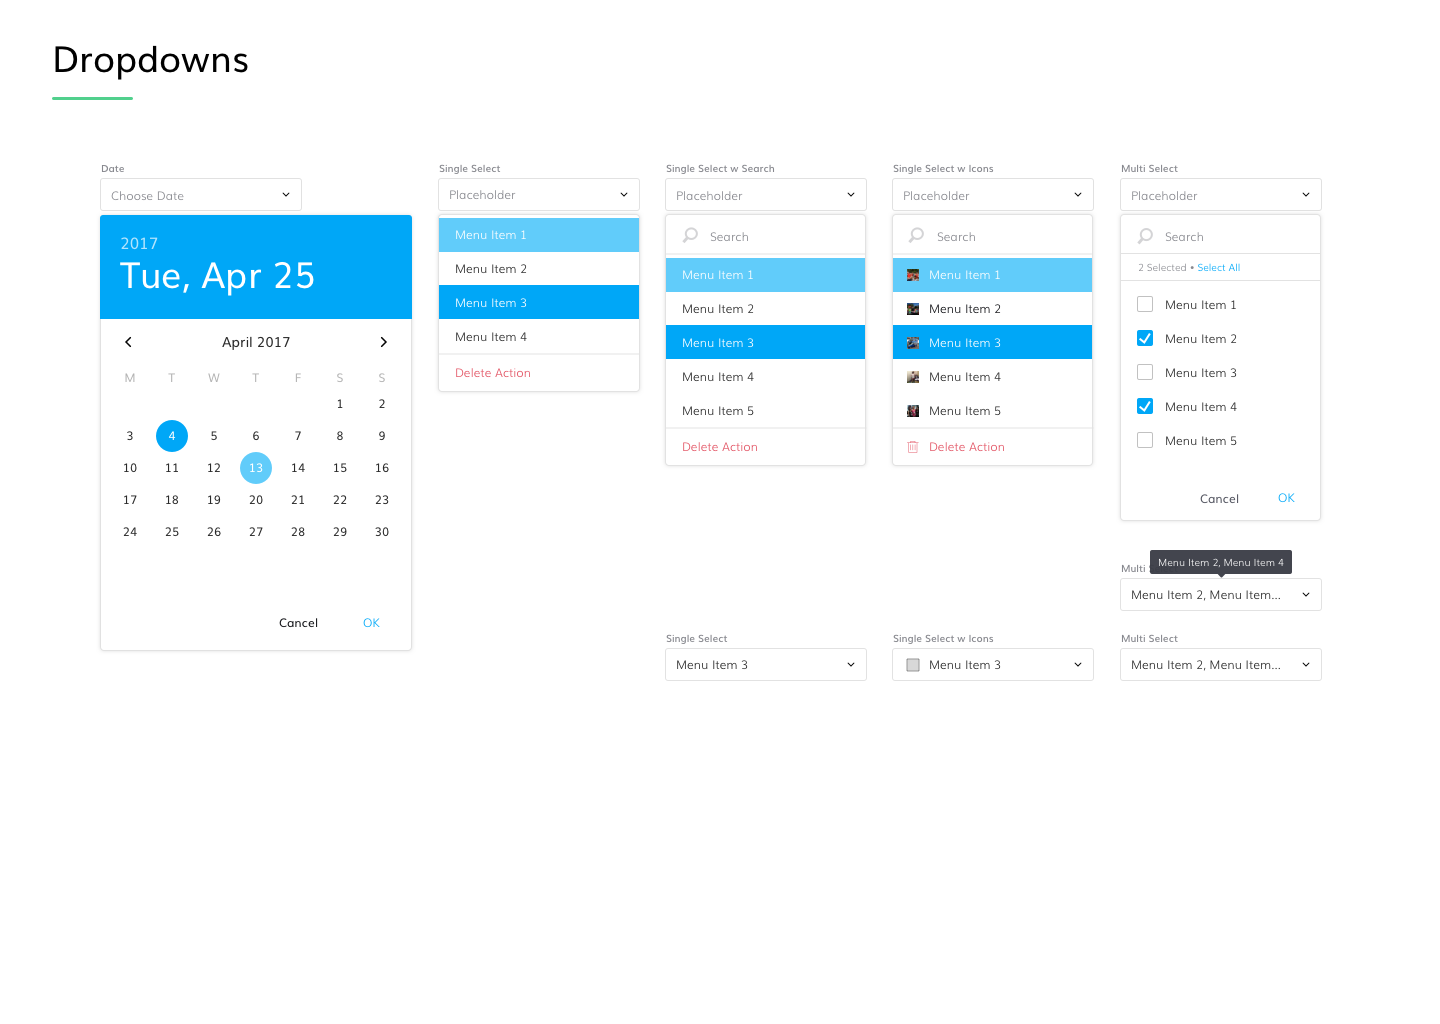 Dropdowns
Date
Choose Date
2017
Tue, Apr 25
April 2017
M T W T F S S
1 2
3 4 5 6 7 8 9
10 11 12 13 14 15 16
17 18 19 20 21 22 23
24 25 26 27 28 29 30
Cancel OK
Single Select
Placeholder
Menu Item 1
Menu Item 2
Menu Item 3
Menu Item 4
Delete Action
Single Select w Search
Placeholder
Search
Menu Item 1
Menu Item 2
Menu Item 3
Menu Item 4
Menu Item 5
Delete Action
Single Select w Icons
Placeholder
Search
Menu Item 1
Menu Item 2
Menu Item 3
Menu Item 4
Menu Item 5
Delete Action
Multi Select
Placeholder
Search
2 Selected • Select All
Menu Item 1
Menu Item 2
Menu Item 3
Menu Item 4
Menu Item 5
Cancel OK
Multi
Menu Item 2, Menu Item 4
Menu Item 2, Menu Item...
Single Select
Menu Item 3
Single Select w Icons
Menu Item 3
Multi Select
Menu Item 2, Menu Item...